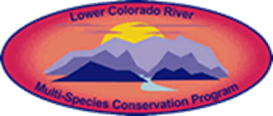 Lower Colorado River
Multi-Species Conservation Program